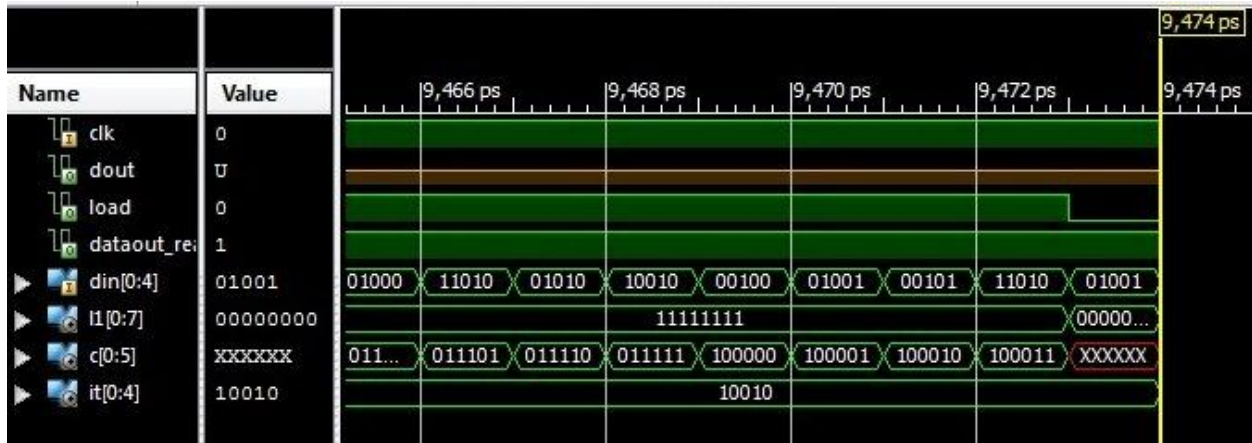 9,474 ps
Name Value 9,466 ps 9,468 ps 9,470 ps 9,472 ps 9,474 ps
clk 0
dout U
load 0
dataout_rea 1
din[0:4] 01001 01000 11010 01010 10010 00100 01001 00101 11010 01001
l1[0:7] 00000000 11111111 00000...
c[0:5] XXXXXX 011... 011101 011110 011111 100000 100001 100010 100011 XXXXXX
it[0:4] 10010 10010